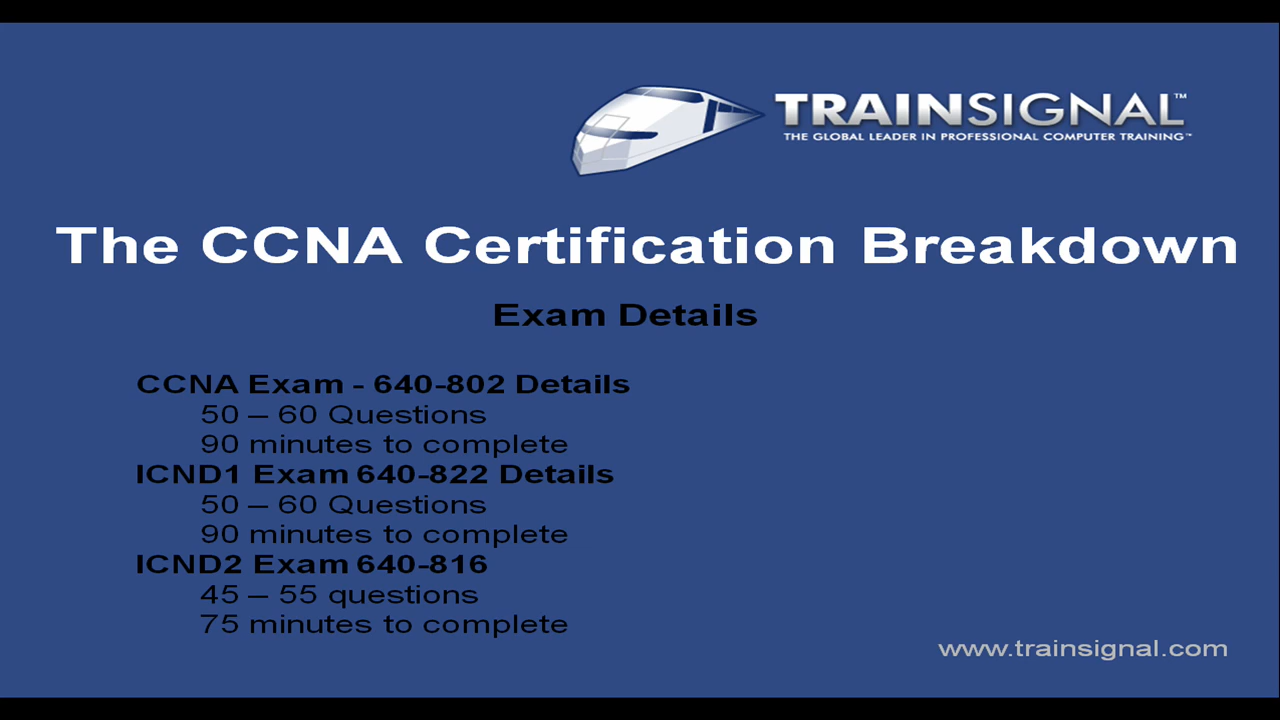 TRAINSIGNAL™
THE GLOBAL LEADER IN PROFESSIONAL COMPUTER TRAINING™
The CCNA Certification Breakdown
Exam Details
CCNA Exam - 640-802 Details
50 – 60 Questions
90 minutes to complete
ICND1 Exam 640-822 Details
50 – 60 Questions
90 minutes to complete
ICND2 Exam 640-816
45 – 55 questions
75 minutes to complete
www.trainsignal.com